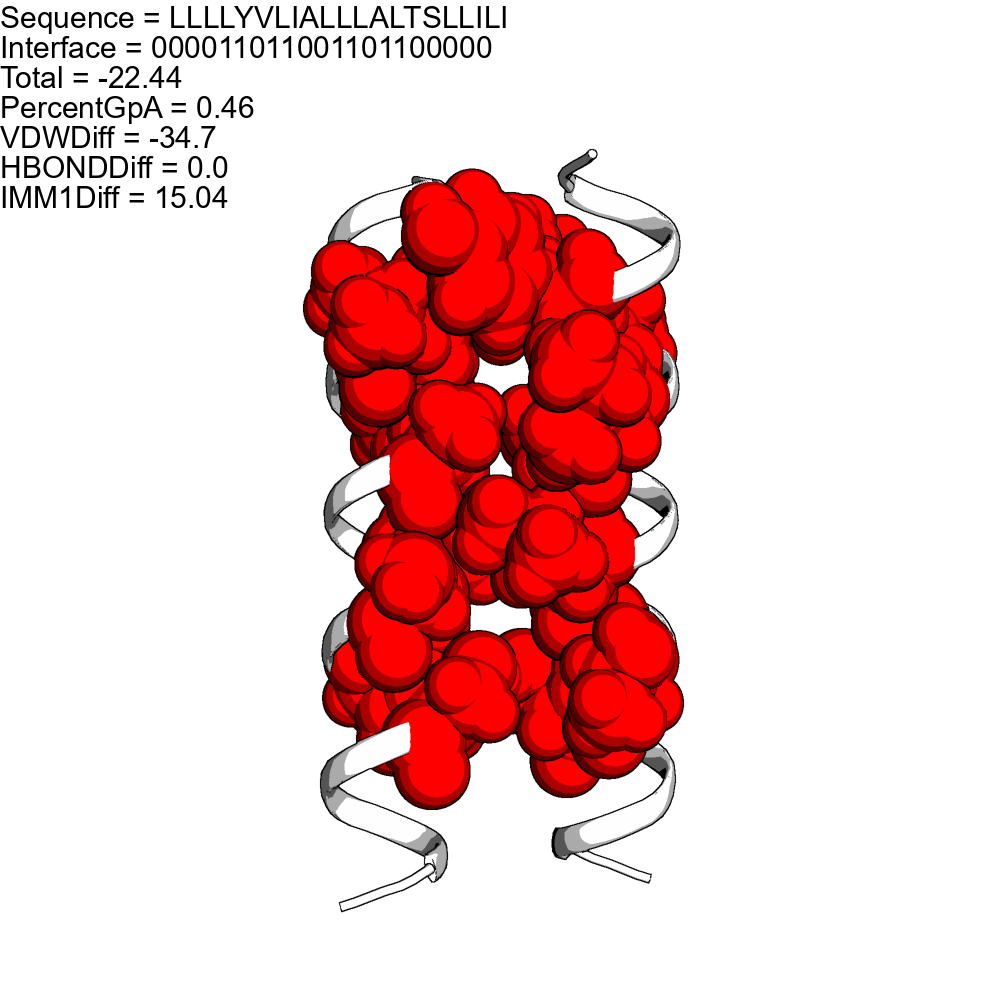 Sequence = LLLLYVLIALLLALTSLLILI
Interface = 000011011001101100000
Total = -22.44
PercentGpA = 0.46
VDWDiff = -34.7
HBONDDiff = 0.0
IMM1Diff = 15.04